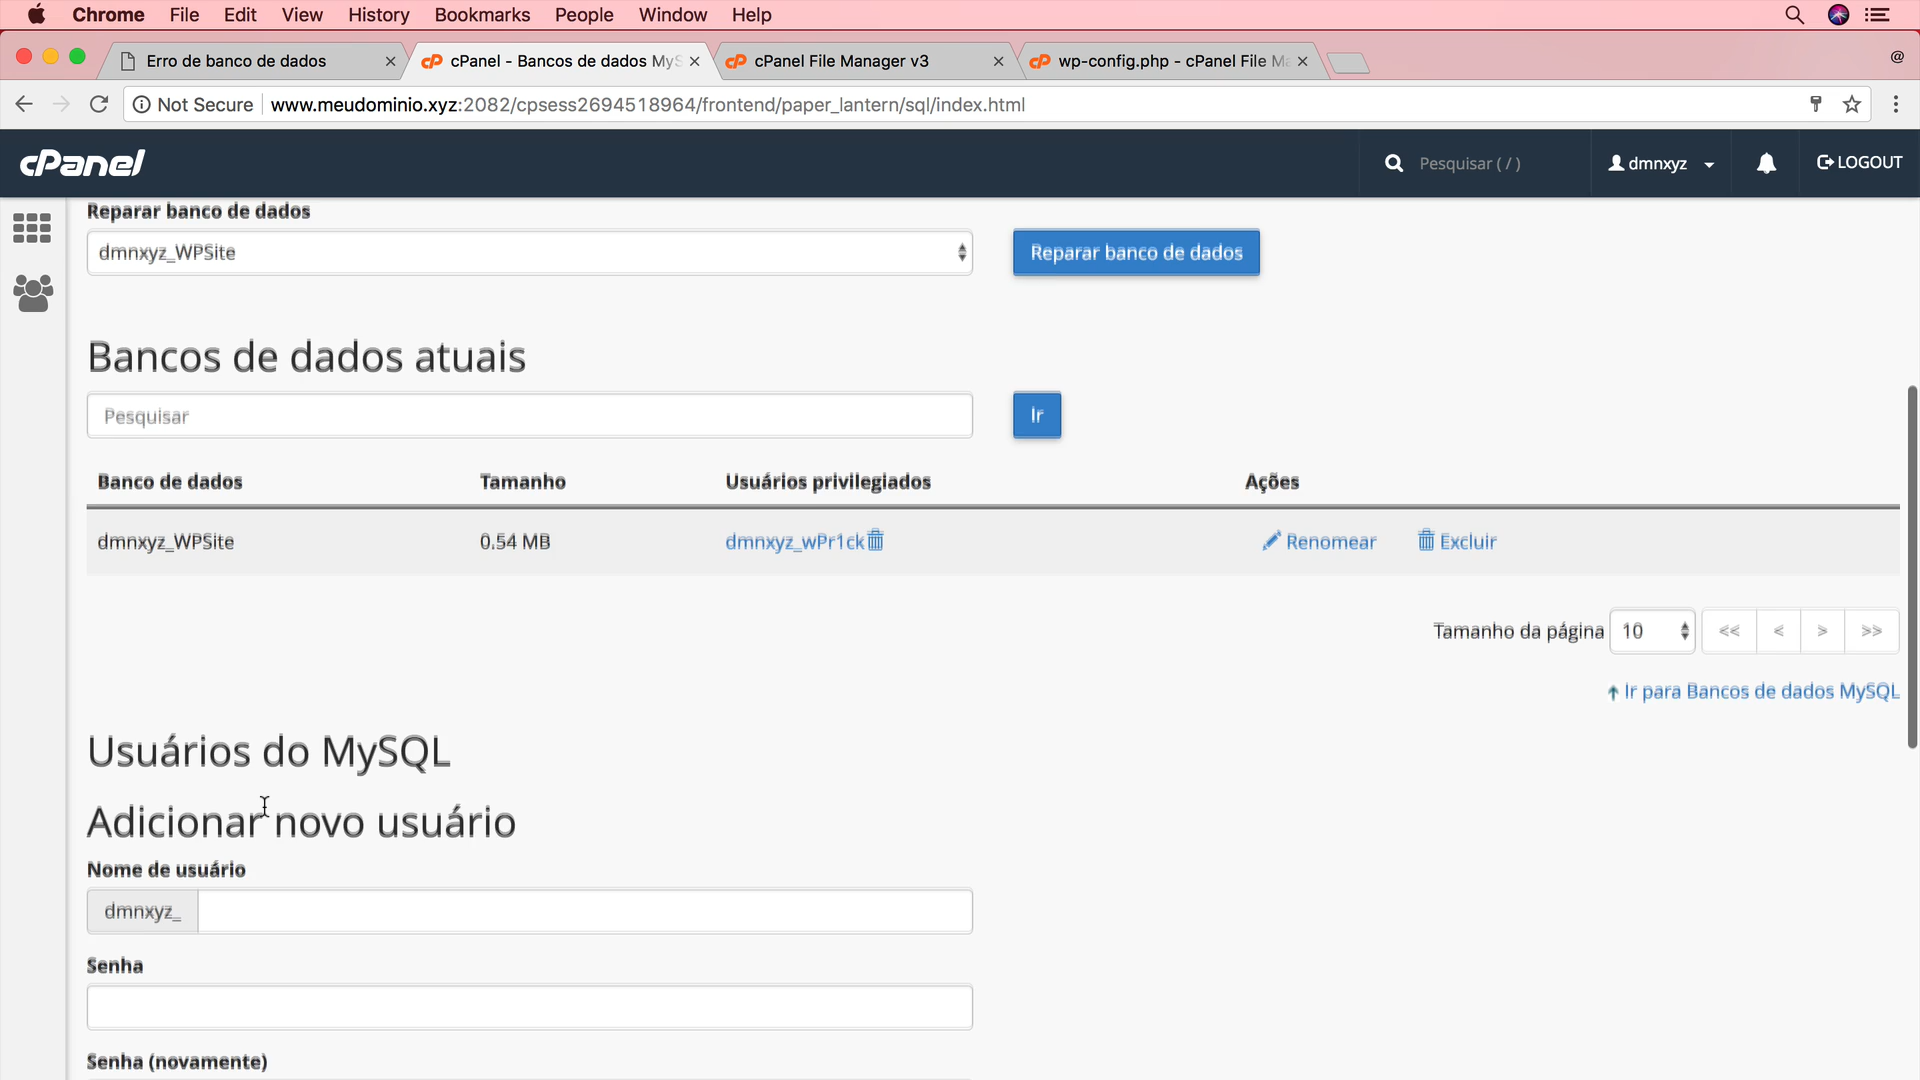 Chrome File Edit View History Bookmarks People Window Help
Erro de banco de dados cPanel - Bancos de dados MyS cPanel File Manager v3 wp-config.php - cPanel File Ma @
Not Secure www.meudominio.xyz:2082/cpsess2694518964/frontend/paper_lantern/sql/index.html
cPanel Pesquisar ( / ) dmnxyz LOGOUT
Reparar banco de dados
dmnxyz_WPSite Reparar banco de dados
Bancos de dados atuais
Pesquisar Ir
Banco de dados Tamanho Usuários privilegiados Ações
dmnxyz_WPSite 0.54 MB dmnxyz_wPr1ck Renomear Excluir
Tamanho da página 10 << < > >>
Ir para Bancos de dados MySQL
Usuários do MySQL
Adicionar novo usuário
Nome de usuário
dmnxyz_
Senha
Senha (novamente)